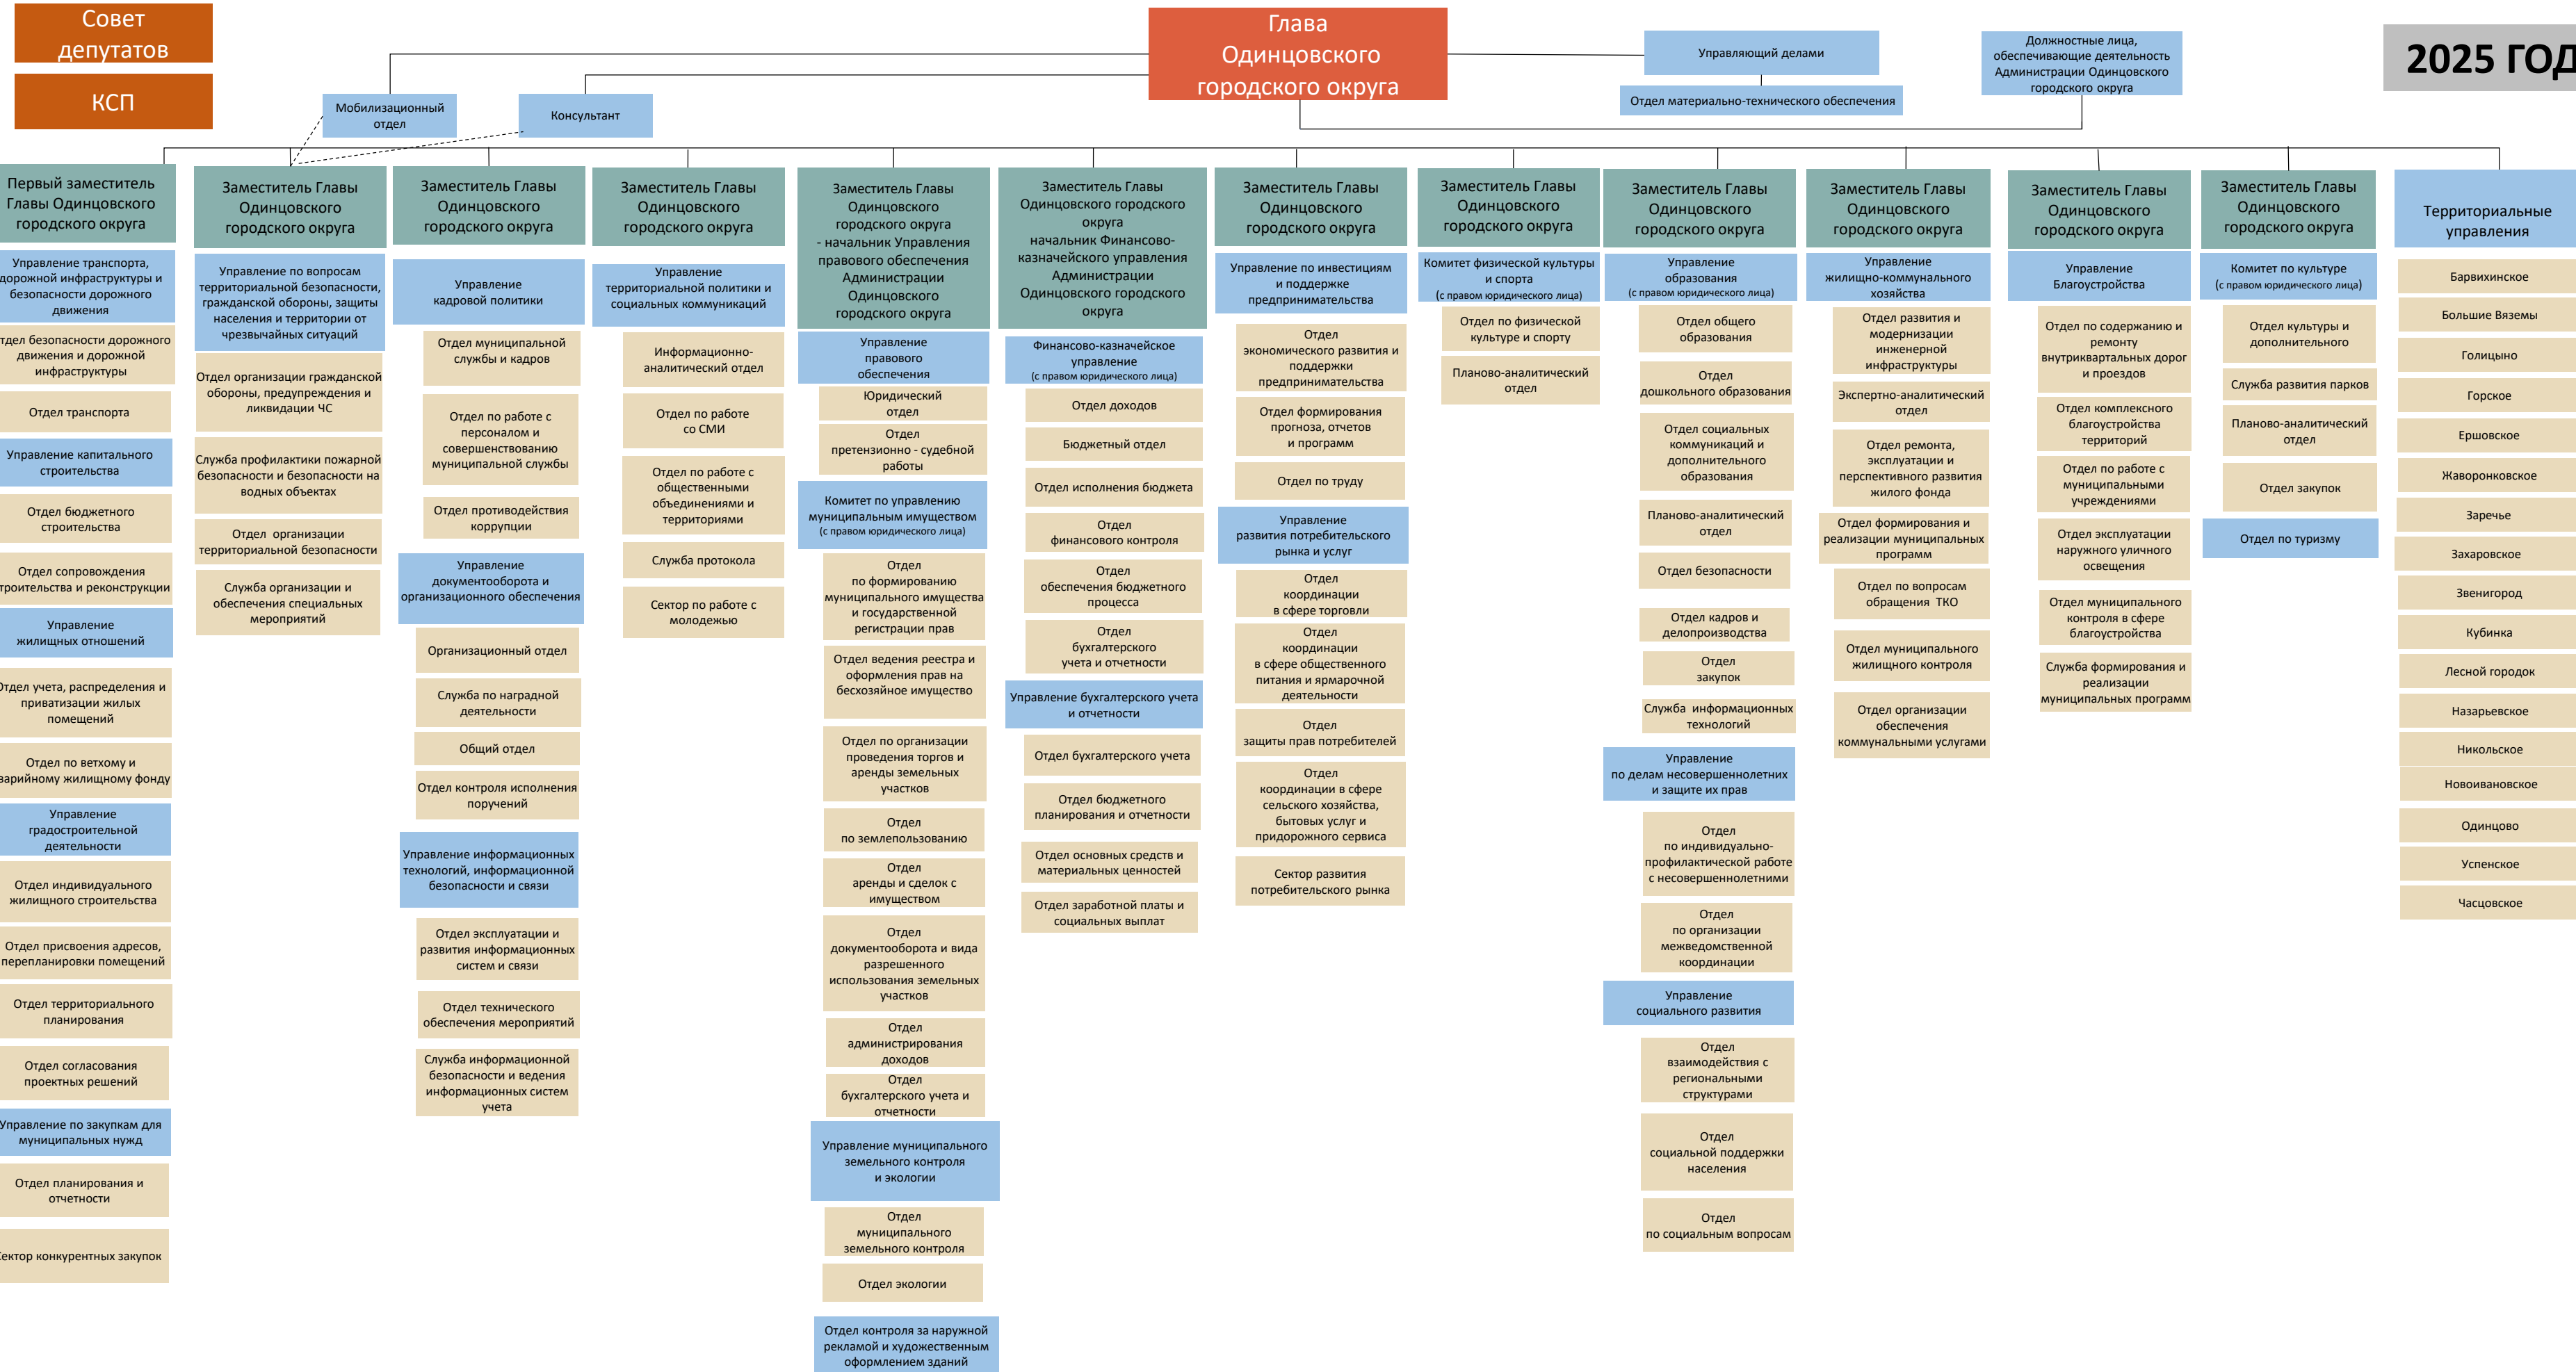 Совет
депутатов
КСП
Глава
Одинцовского
городского округа
Управляющий делами
Отдел материально-технического обеспечения
Должностные лица,
обеспечивающие деятельность
Администрации Одинцовского
городского округа
2025 ГОД
Мобилизационный
отдел
Консультант
Первый заместитель
Главы Одинцовского
городского округа
Управление транспорта,
дорожной инфраструктуры и
безопасности дорожного
движения
тдел безопасности дорожного
движения и дорожной
инфраструктуры
Отдел транспорта
Управление капитального
строительства
Отдел бюджетного
строительства
Отдел сопровождения
троительства и реконструкции
Управление
жилищных отношений
Отдел учета, распределения и
приватизации жилых
помещений
Отдел по ветхому и
варийному жилищному фонду
Управление
градостроительной
деятельности
Отдел индивидуального
жилищного строительства
Отдел присвоения адресов,
перепланировки помещений
Отдел территориального
планирования
Отдел согласования
проектных решений
Управление по закупкам для
муниципальных нужд
Отдел планирования и
отчетности
Сектор конкурентных закупок
Заместитель Главы
Одинцовского
городского округа
Управление по вопросам
территориальной безопасности,
гражданской обороны, защиты
населения и территории от
чрезвычайных ситуаций
Отдел организации гражданской
обороны, предупреждения и
ликвидации ЧС
Служба профилактики пожарной
безопасности и безопасности на
водных объектах
Отдел организации
территориальной безопасности
Служба организации и
обеспечения специальных
мероприятий
Заместитель Главы
Одинцовского
городского округа
Управление
кадровой политики
Отдел муниципальной
службы и кадров
Отдел по работе с
персоналом и
совершенствованию
муниципальной службы
Отдел противодействия
коррупции
Управление
документооборота и
организационного обеспечения
Организационный отдел
Служба по наградной
деятельности
Общий отдел
Отдел контроля исполнения
поручений
Управление информационных
технологий, информационной
безопасности и связи
Отдел эксплуатации и
развития информационных
систем и связи
Отдел технического
обеспечения мероприятий
Служба информационной
безопасности и ведения
информационных систем
учета
Заместитель Главы
Одинцовского
городского округа
Управление
территориальной политики и
социальных коммуникаций
Информационно-
аналитический отдел
Отдел по работе
со СМИ
Отдел по работе с
общественными
объединениями и
территориями
Служба протокола
Сектор по работе с
молодежью
Заместитель Главы
Одинцовского
городского округа
- начальник Управления
правового обеспечения
Администрации
Одинцовского
городского округа
Управление
правового
обеспечения
Юридический
отдел
Отдел
претензионно - судебной
работы
Комитет по управлению
муниципальным имуществом
(с правом юридического лица)
Отдел
по формированию
муниципального имущества
и государственной
регистрации прав
Отдел ведения реестра и
оформления прав на
бесхозяйное имущество
Отдел по организации
проведения торгов и
аренды земельных
участков
Отдел
по землепользованию
Отдел
аренды и сделок с
имуществом
Отдел
документооборота и вида
разрешенного
использования земельных
участков
Отдел
администрирования
доходов
Отдел
бухгалтерского учета и
отчетности
Управление муниципального
земельного контроля
и экологии
Отдел
муниципального
земельного контроля
Отдел экологии
Отдел контроля за наружной
рекламой и художественным
оформлением зданий
Заместитель Главы
Одинцовского городского
округа
начальник Финансово-
казначейского управления
Администрации
Одинцовского городского
округа
Финансово-казначейское
управление
(с правом юридического лица)
Отдел доходов
Бюджетный отдел
Отдел исполнения бюджета
Отдел
финансового контроля
Отдел
обеспечения бюджетного
процесса
Отдел
бухгалтерского
учета и отчетности
Управление бухгалтерского учета
и отчетности
Отдел бухгалтерского учета
Отдел бюджетного
планирования и отчетности
Отдел основных средств и
материальных ценностей
Отдел заработной платы и
социальных выплат
Заместитель Главы
Одинцовского
городского округа
Управление по инвестициям
и поддержке
предпринимательства
Отдел
экономического развития и
поддержки
предпринимательства
Отдел формирования
прогноза, отчетов
и программ
Отдел по труду
Управление
развития потребительского
рынка и услуг
Отдел
координации
в сфере торговли
Отдел
координации
в сфере общественного
питания и ярмарочной
деятельности
Отдел
защиты прав потребителей
Отдел
координации в сфере
сельского хозяйства,
бытовых услуг и
придорожного сервиса
Сектор развития
потребительского рынка
Заместитель Главы
Одинцовского
городского округа
Комитет физической культуры
и спорта
(с правом юридического лица)
Отдел по физической
культуре и спорту
Планово-аналитический
отдел
Заместитель Главы
Одинцовского
городского округа
Управление
образования
(с правом юридического лица)
Отдел общего
образования
Отдел
дошкольного образования
Отдел социальных
коммуникаций и
дополнительного
образования
Планово-аналитический
отдел
Отдел безопасности
Отдел кадров и
делопроизводства
Отдел
закупок
Служба информационных
технологий
Управление
по делам несовершеннолетних
и защите их прав
Отдел
по индивидуально-
профилактической работе
с несовершеннолетними
Отдел
по организации
межведомственной
координации
Управление
социального развития
Отдел
взаимодействия с
региональными
структурами
Отдел
социальной поддержки
населения
Отдел
по социальным вопросам
Заместитель Главы
Одинцовского
городского округа
Управление
жилищно-коммунального
хозяйства
Отдел развития и
модернизации
инженерной
инфраструктуры
Экспертно-аналитический
отдел
Отдел ремонта,
эксплуатации и
перспективного развития
жилого фонда
Отдел формирования и
реализации муниципальных
программ
Отдел по вопросам
обращения ТКО
Отдел муниципального
жилищного контроля
Отдел организации
обеспечения
коммунальными услугами
Заместитель Главы
Одинцовского
городского округа
Управление
Благоустройства
Отдел по содержанию и
ремонту
внутриквартальных дорог
и проездов
Отдел комплексного
благоустройства
территорий
Отдел по работе с
муниципальными
учреждениями
Отдел эксплуатации
наружного уличного
освещения
Отдел муниципального
контроля в сфере
благоустройства
Служба формирования и
реализации
муниципальных программ
Заместитель Главы
Одинцовского
городского округа
Комитет по культуре
(с правом юридического лица)
Отдел культуры и
дополнительного
Служба развития парков
Планово-аналитический
отдел
Отдел закупок
Отдел по туризму
Территориальные
управления
Барвихинское
Большие Вяземы
Голицыно
Горское
Ершовское
Жаворонковское
Заречье
Захаровское
Звенигород
Кубинка
Лесной городок
Назарьевское
Никольское
Новоивановское
Одинцово
Успенское
Часцовское